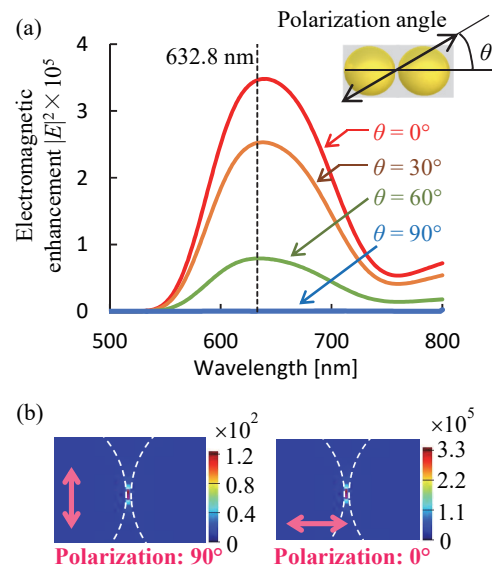 (a)
Polarization angle
632.8 nm
θ
Electromagnetic
enhancement |E|² × 10⁵
4
3
2
1
0
θ = 0°
θ = 30°
θ = 60°
θ = 90°
500 600 700 800
Wavelength [nm]
(b)
×10²
1.2
0.8
0.4
0
Polarization: 90°
×10⁵
3.3
2.2
1.1
0
Polarization: 0°